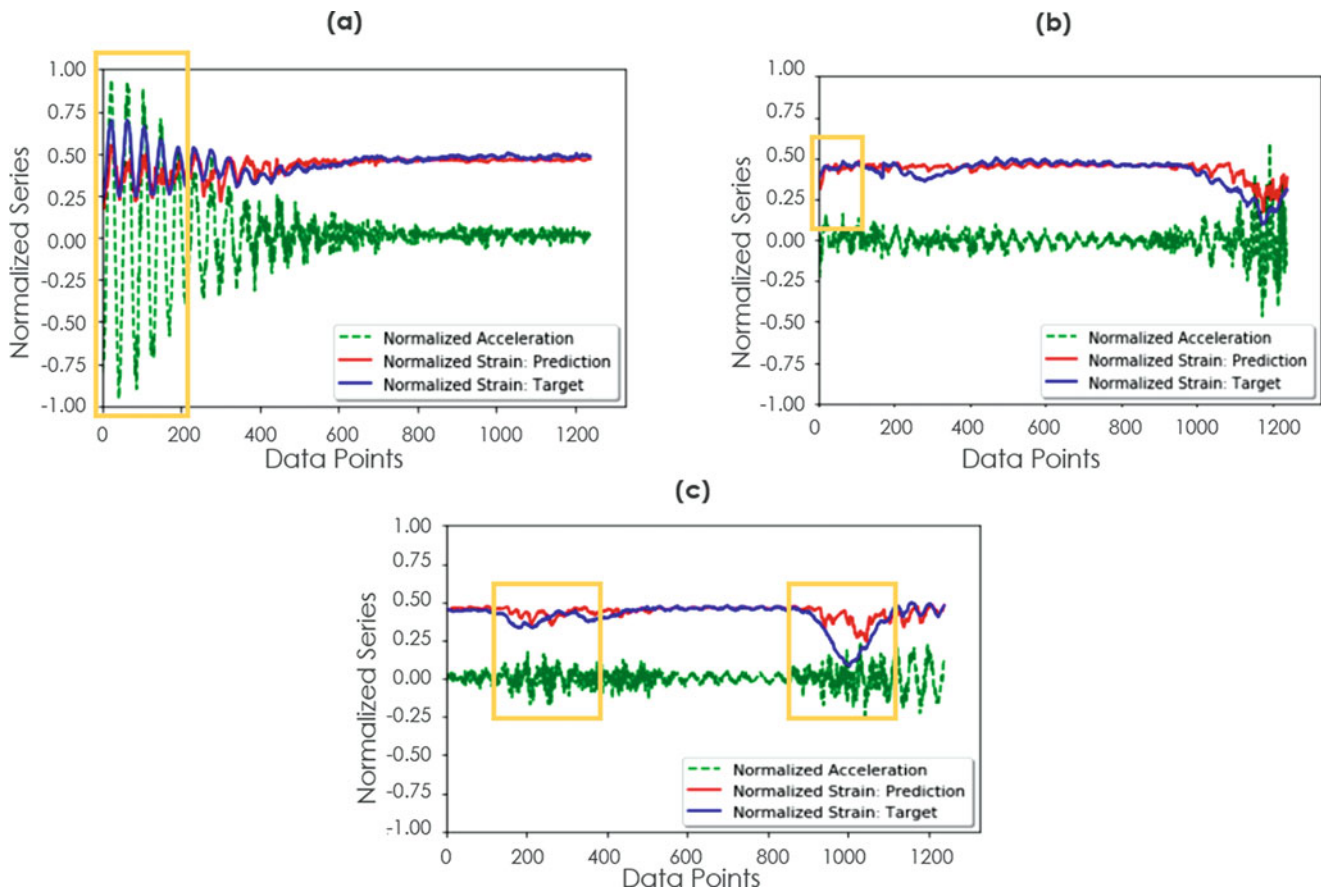 (a)
1.00
0.75
0.50
0.25
0.00
-0.25
-0.50
-0.75
-1.00
Normalized Series
Normalized Acceleration
Normalized Strain: Prediction
Normalized Strain: Target
0 200 400 600 800 1000 1200
Data Points
(b)
1.00
0.75
0.50
0.25
0.00
0.25
-0.50
-0.75
-1.00
Normalized Series
Normalized Acceleration
Normalized Strain: Prediction
Normalized Strain: Target
0 200 400 600 800 1000 1200
Data Points
(c)
1.00
0.75
0.50
0.25
0.00
-0.25
-0.50
-0.75
-1.00
Normalized Series
Normalized Acceleration
Normalized Strain: Prediction
Normalized Strain: Target
0 200 400 600 800 1000 1200
Data Points